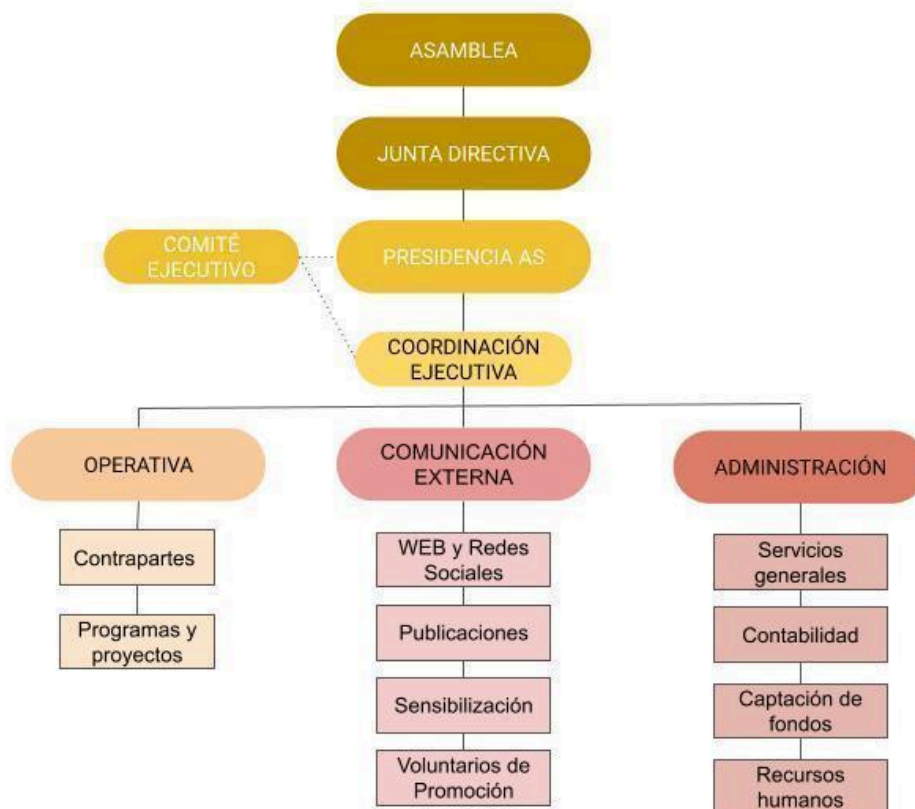 ASAMBLEA
JUNTA DIRECTIVA
COMITÉ
EJECUTIVO
PRESIDENCIA AS
COORDINACIÓN
EJECUTIVA
OPERATIVA
COMUNICACIÓN
EXTERNA
ADMINISTRACIÓN
Contrapartes
Programas y
proyectos
WEB y Redes
Sociales
Publicaciones
Sensibilización
Voluntarios de
Promoción
Servicios
generales
Contabilidad
Captación de
fondos
Recursos
humanos